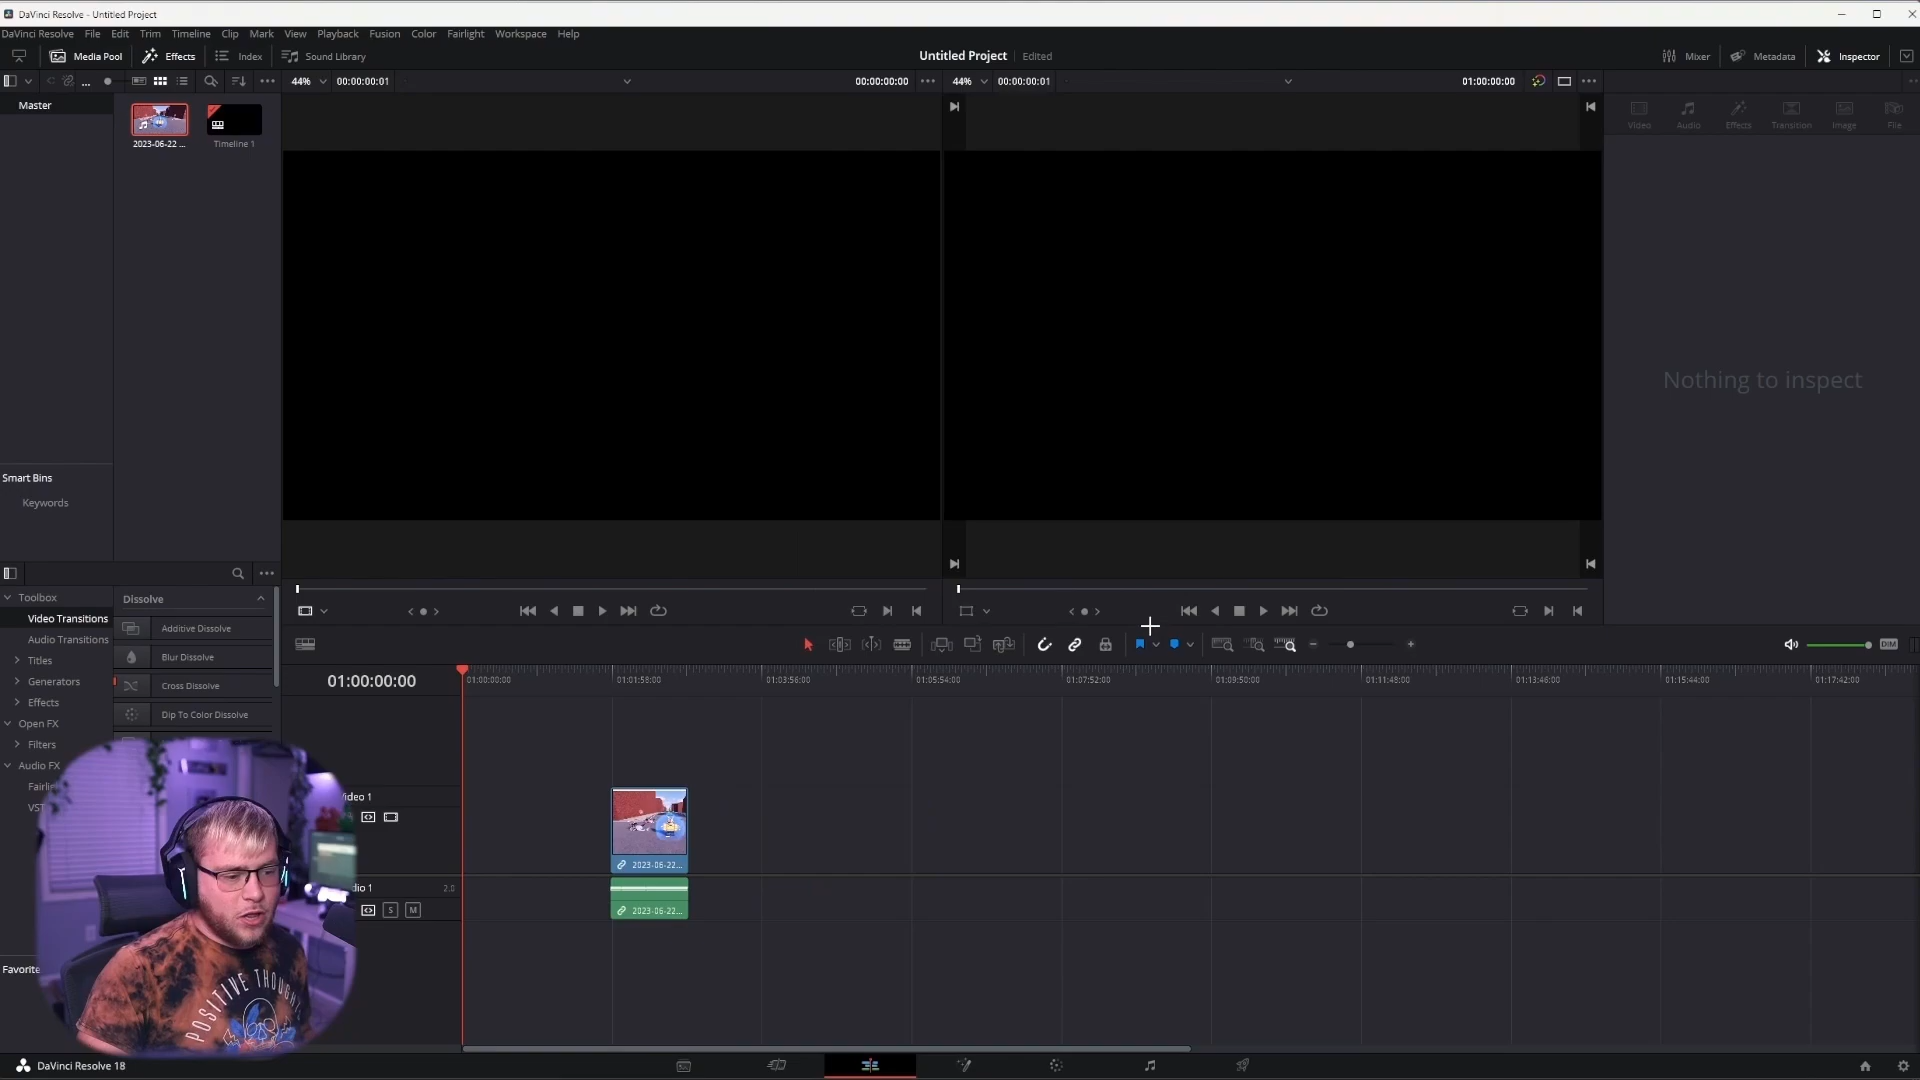 DaVinci Resolve - Untitled Project
DaVinci Resolve File Edit Trim Timeline Clip Mark View Playback Fusion Color Fairlight Workspace Help
Media Pool Effects Index Sound Library Untitled Project Edited Mixer Metadata Inspector
... 44% 00:00:00:01 00:00:00:00 44% 00:00:00:01 01:00:00:00
Master
Video Audio Effects Transition Image File
2023-06-22 ... Timeline 1
Nothing to inspect
Smart Bins
Keywords
Toolbox
Dissolve
Video Transitions
Additive Dissolve
Audio Transitions
Blur Dissolve
Titles
Generators
Cross Dissolve
Effects
Dip To Color Dissolve
Open FX
Filters
Audio FX
VST
DIM
01:00:00:00
01:00:00:00 01:01:58:00 01:03:56:00 01:05:54:00 01:07:52:00 01:09:50:00 01:11:48:00 01:13:46:00 01:15:44:00 01:17:42:00
ideo 1
2023-06-22...
dio 1 2.0
S M
2023-06-22...
POSITIVE THOUGH
DaVinci Resolve 18